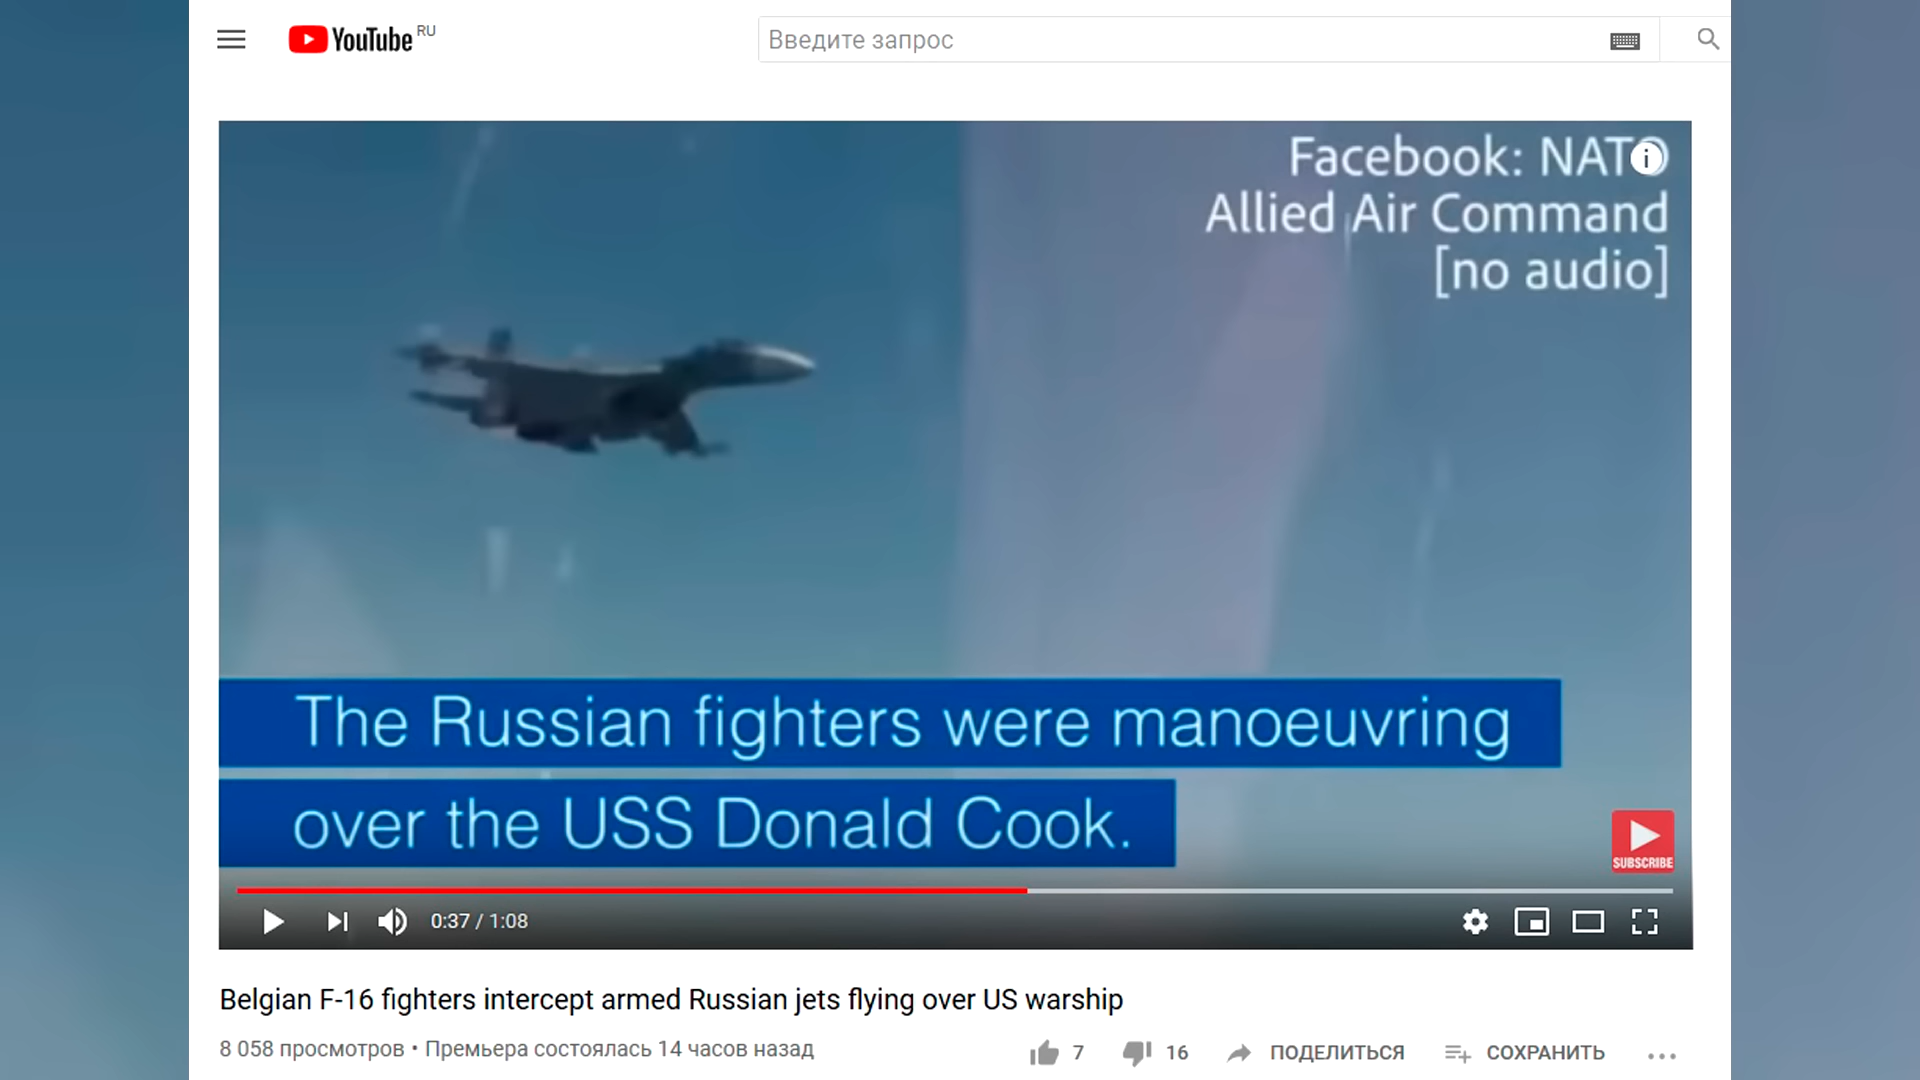 YouTube RU
Введите запрос
Facebook: NATO
Allied Air Command
[no audio]
The Russian fighters were manoeuvring
over the USS Donald Cook.
SUBSCRIBE
0:37 / 1:08
Belgian F-16 fighters intercept armed Russian jets flying over US warship
8 058 просмотров • Премьера состоялась 14 часов назад
7
16
ПОДЕЛИТЬСЯ
СОХРАНИТЬ